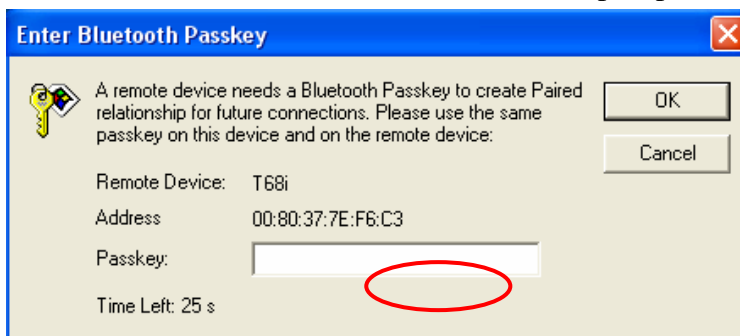 Enter Bluetooth Passkey
A remote device needs a Bluetooth Passkey to create Paired
relationship for future connections. Please use the same
passkey on this device and on the remote device:
OK
Cancel
Remote Device: T68i
Address 00:80:37:7E:F6:C3
Passkey:
Time Left: 25 s